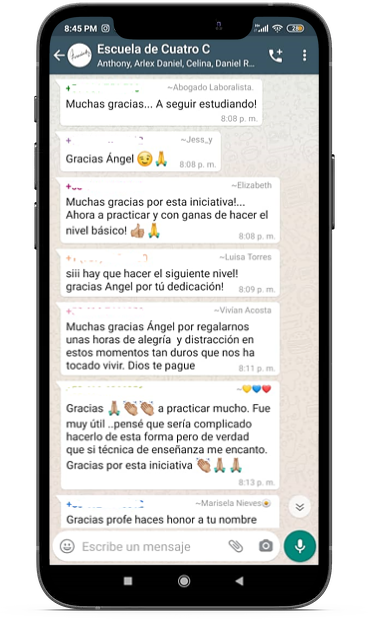 8:45 PM
Escuela de Cuatro C
Anthony, Arlex Daniel, Celina, Daniel R...
~Abogado Laboralista.
Muchas gracias... A seguir estudiando!
8:08 p. m.
~Jess_y
Gracias Ángel 😉🙏
8:08 p. m.
~Elizabeth
Muchas gracias por esta iniciativa!...
Ahora a practicar y con ganas de hacer el
nivel básico! 👍🏽🙏
8:08 p. m.
~Luisa Torres
siii hay que hacer el siguiente nivel!
gracias Angel por tú dedicación!
8:09 p. m.
~Vivian Acosta
Muchas gracias Ángel por regalarnos
unas horas de alegría y distracción en
estos momentos tan duros que nos ha
tocado vivir. Dios te pague
8:11 p. m.
~💛💙❤️
Gracias 🙏🏽👏🏽👏🏽 a practicar mucho. Fue
muy útil ..pensé que sería complicado
hacerlo de esta forma pero de verdad
que si técnica de enseñanza me encanto.
Gracias por esta iniciativa 👏🏽🙏🏽🙏🏽
8:13 p. m.
~Marisela Nieves☀️
Gracias profe haces honor a tu nombre
Escribe un mensaje